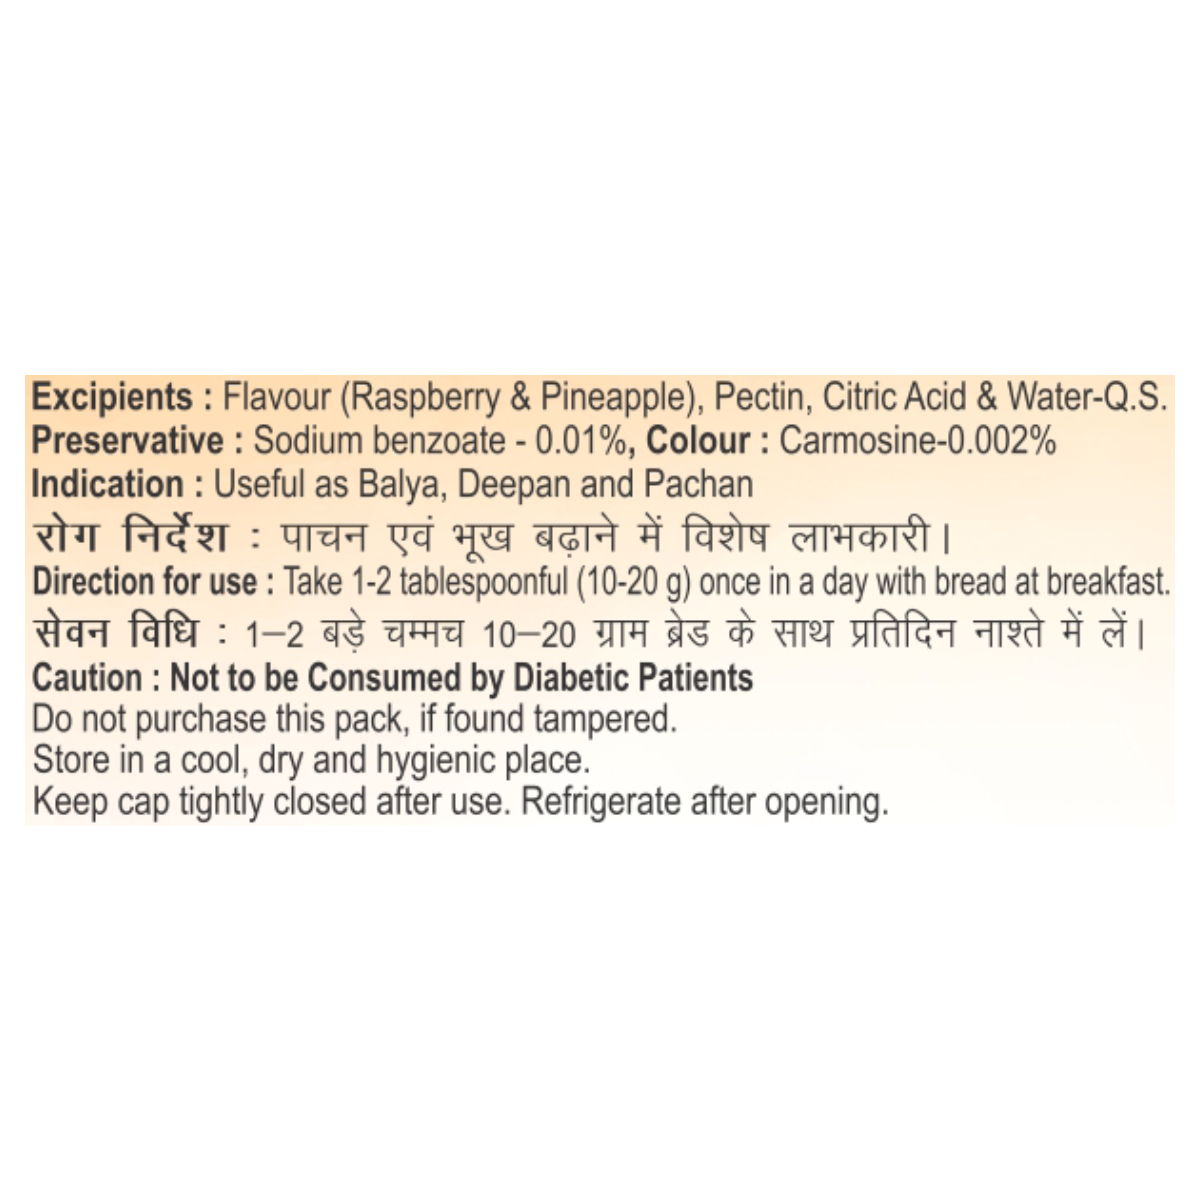 Excipients : Flavour (Raspberry & Pineapple), Pectin, Citric Acid & Water-Q.S.
Preservative : Sodium benzoate - 0.01%, Colour : Carmosine-0.002%
Indication : Useful as Balya, Deepan and Pachan
रोग निर्देश : पाचन एवं भूख बढ़ाने में विशेष लाभकारी।
Direction for use : Take 1-2 tablespoonful (10-20 g) once in a day with bread at breakfast.
सेवन विधि : 1–2 बड़े चम्मच 10–20 ग्राम ब्रेड के साथ प्रतिदिन नाश्ते में लें।
Caution : Not to be Consumed by Diabetic Patients
Do not purchase this pack, if found tampered.
Store in a cool, dry and hygienic place.
Keep cap tightly closed after use. Refrigerate after opening.